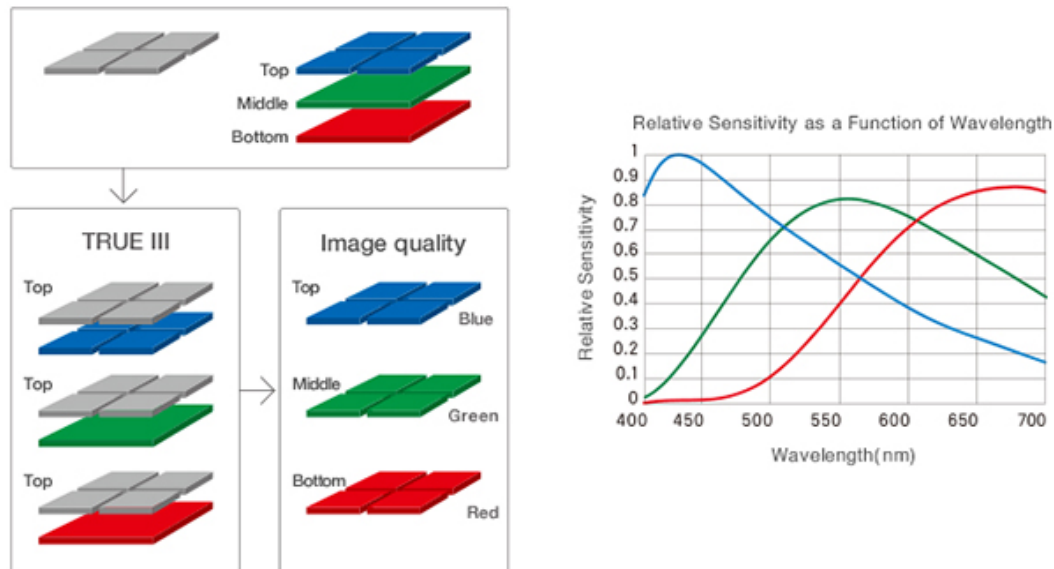 Top
Middle
Bottom
TRUE III
Top
Top
Top
Image quality
Top
Blue
Middle
Green
Bottom
Red
Relative Sensitivity as a Function of Wavelength
Relative Sensitivity
1
0.9
0.8
0.7
0.6
0.5
0.4
0.3
0.2
0.1
0
400 450 500 550 600 650 700
Wavelength(nm)